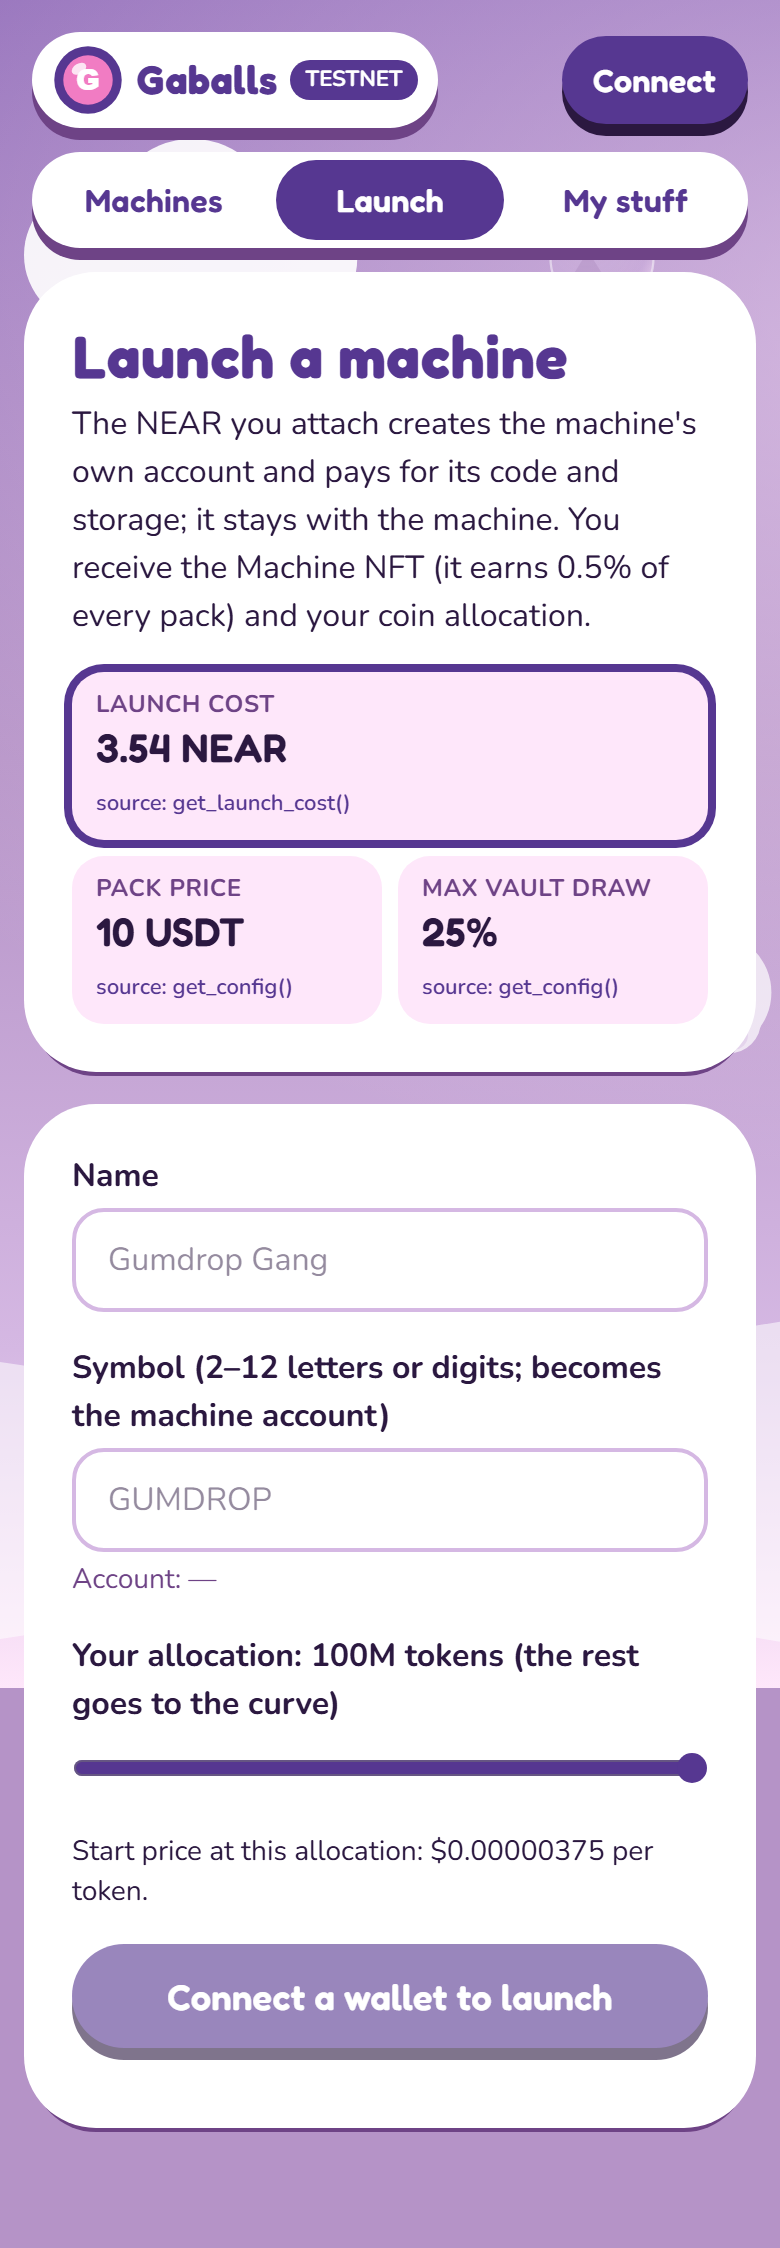 G Gaballs TESTNET Connect
Machines Launch My stuff
Launch a machine
The NEAR you attach creates the machine's
own account and pays for its code and
storage; it stays with the machine. You
receive the Machine NFT (it earns 0.5% of
every pack) and your coin allocation.
LAUNCH COST
3.54 NEAR
source: get_launch_cost()
PACK PRICE
10 USDT
source: get_config()
MAX VAULT DRAW
25%
source: get_config()
Name
Gumdrop Gang
Symbol (2–12 letters or digits; becomes
the machine account)
GUMDROP
Account: —
Your allocation: 100M tokens (the rest
goes to the curve)
Start price at this allocation: $0.00000375 per
token.
Connect a wallet to launch